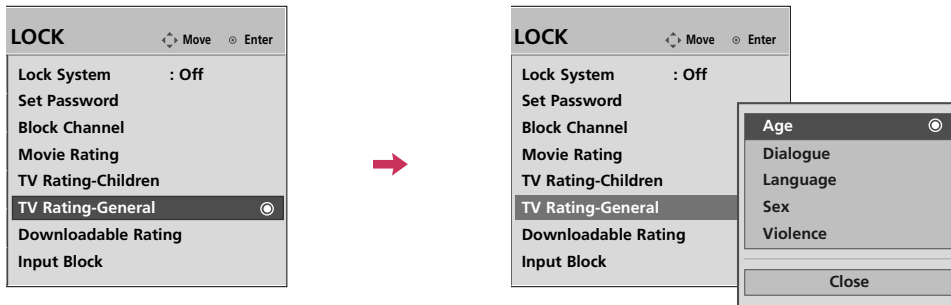 LOCK Move Enter
Lock System : Off
Set Password
Block Channel
Movie Rating
TV Rating-Children
TV Rating-General
Downloadable Rating
Input Block
LOCK Move Enter
Lock System : Off
Set Password
Block Channel
Movie Rating
TV Rating-Children
TV Rating-General
Downloadable Rating
Input Block
Age
Dialogue
Language
Sex
Violence
Close